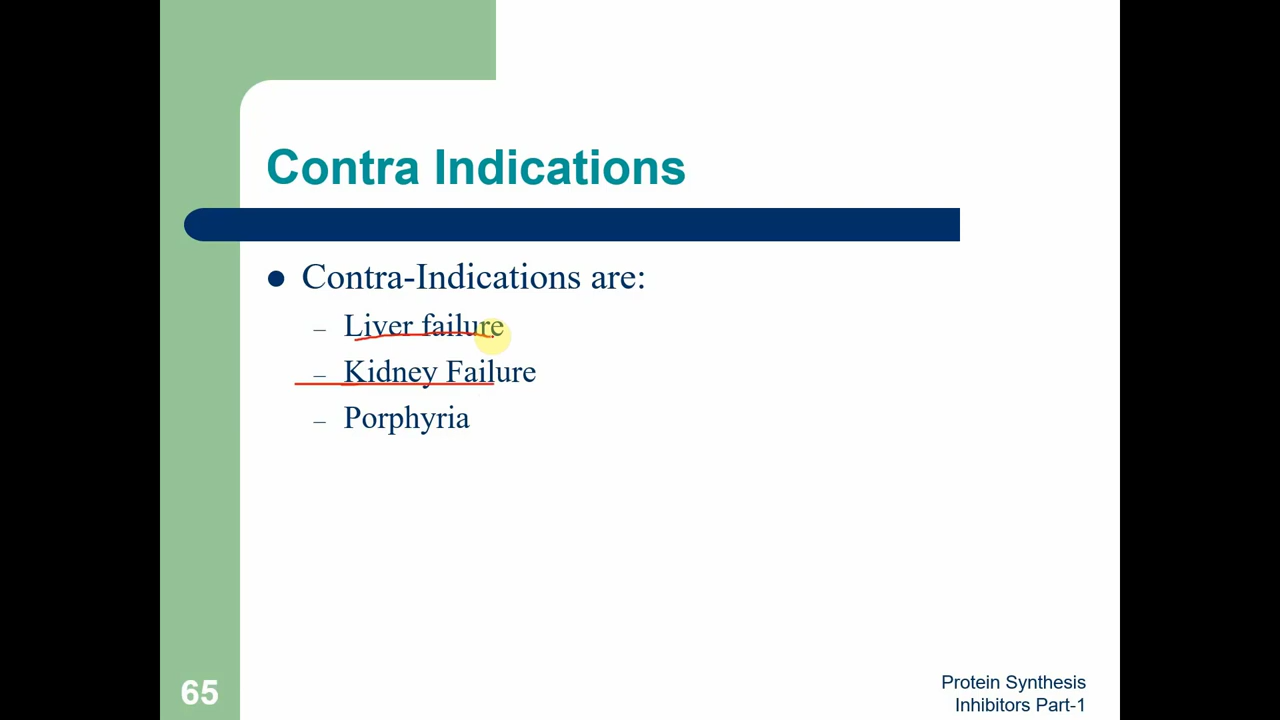 Contra Indications
● Contra-Indications are:
– Liver failure
– Kidney Failure
– Porphyria
65
Protein Synthesis
Inhibitors Part-1